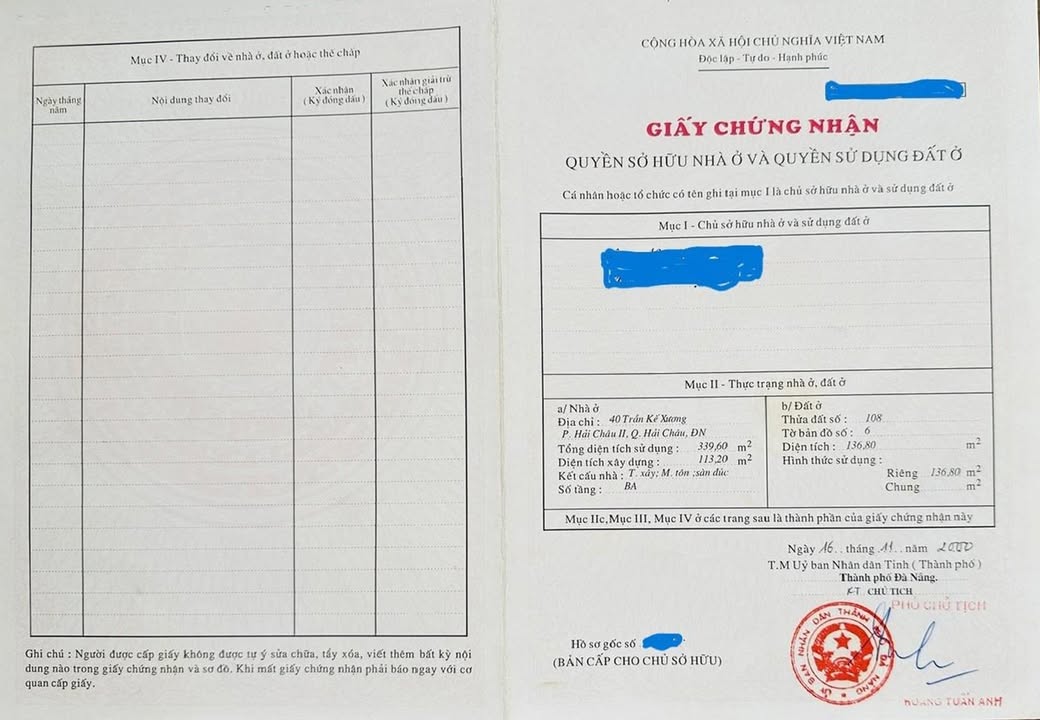 Mục IV - Thay đổi về nhà ở, đất ở hoặc thế chấp
Ngày tháng năm
Nội dung thay đổi
Xác nhận
( Ký đóng dấu )
Xác nhận giải trừ
thế chấp
( Ký đóng dấu )
Ghi chú : Người được cấp giấy không được tự ý sửa chữa, tẩy xóa, viết thêm bất kỳ nội
dung nào trong giấy chứng nhận và sơ đồ. Khi mất giấy chứng nhận phải báo ngay với cơ
quan cấp giấy.
CỘNG HÒA XÃ HỘI CHỦ NGHĨA VIỆT NAM
Độc lập - Tự do - Hạnh phúc
GIẤY CHỨNG NHẬN
QUYỀN SỞ HỮU NHÀ Ở VÀ QUYỀN SỬ DỤNG ĐẤT Ở
Cá nhân hoặc tổ chức có tên ghi tại mục I là chủ sở hữu nhà ở và sử dụng đất ở
Mục I - Chủ sở hữu nhà ở và sử dụng đất ở
Mục II - Thực trạng nhà ở, đất ở
a/ Nhà ở
Địa chỉ : 40 Trần Kế Xương
P. Hải Châu II, Q. Hải Châu, ĐN
Tổng diện tích sử dụng : 339,60 m²
Diện tích xây dựng : 113,20 m²
Kết cấu nhà : T. xây; M. tôn ;sàn đúc
Số tầng : BA
b/ Đất ở
Thửa đất số : 108
Tờ bản đồ số : 6
Diện tích : 136,80 m²
Hình thức sử dụng :
Riêng 136,80 m²
Chung m²
Mục IIc,Mục III, Mục IV ở các trang sau là thành phần của giấy chứng nhận này
Ngày 16 . . tháng . 11 . . năm 2000
T.M Uỷ ban Nhân dân Tỉnh ( Thành phố )
Thành phố Đà Nẵng.
KT CHỦ TỊCH
PHÓ CHỦ TỊCH
ỦY BAN NHÂN DÂN THÀNH PHỐ ĐÀ NẴNG
HOÀNG TUẤN ANH
Hồ sơ gốc số
(BẢN CẤP CHO CHỦ SỞ HỮU)